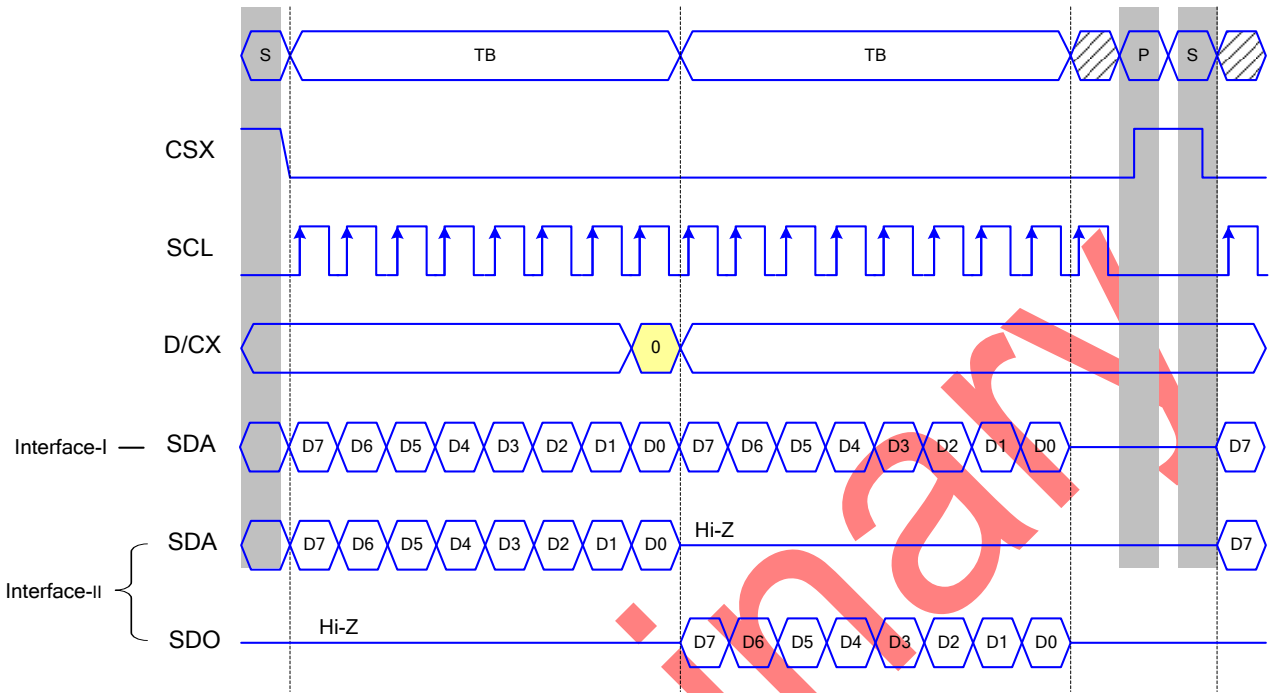 S TB TB P S
CSX
SCL
D/CX 0
Interface-I SDA D7 D6 D5 D4 D3 D2 D1 D0 D7 D6 D5 D4 D3 D2 D1 D0 D7
SDA D7 D6 D5 D4 D3 D2 D1 D0 Hi-Z D7
Interface-II
SDO Hi-Z D7 D6 D5 D4 D3 D2 D1 D0
inary